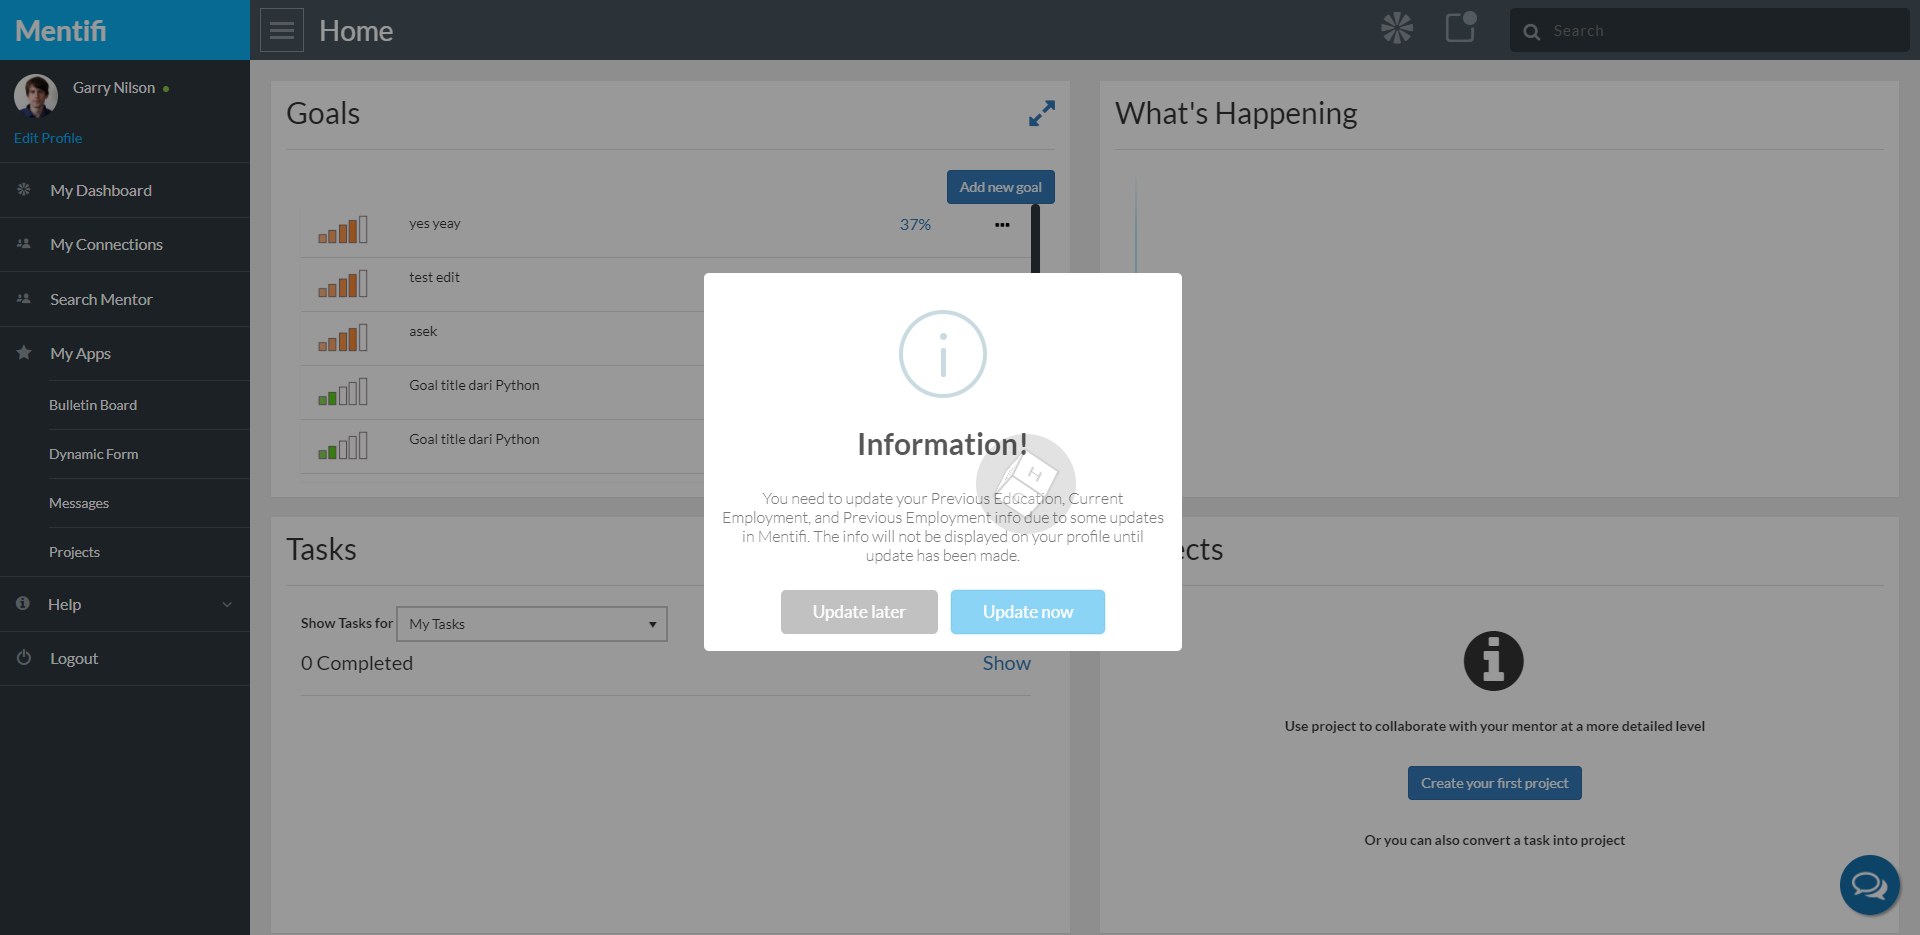 Mentifi
Home
Search
Garry Nilson
Edit Profile
My Dashboard
My Connections
Search Mentor
My Apps
Bulletin Board
Dynamic Form
Messages
Projects
Help
Logout
Goals
Add new goal
yes yeay
37%
test edit
asek
Goal title dari Python
Goal title dari Python
What's Happening
Information!
You need to update your Previous Education, Current
Employment, and Previous Employment info due to some updates
in Mentifi. The info will not be displayed on your profile until
update has been made.
Update later
Update now
Tasks
Show Tasks for
My Tasks
0 Completed
Show
ects
Use project to collaborate with your mentor at a more detailed level
Create your first project
Or you can also convert a task into project